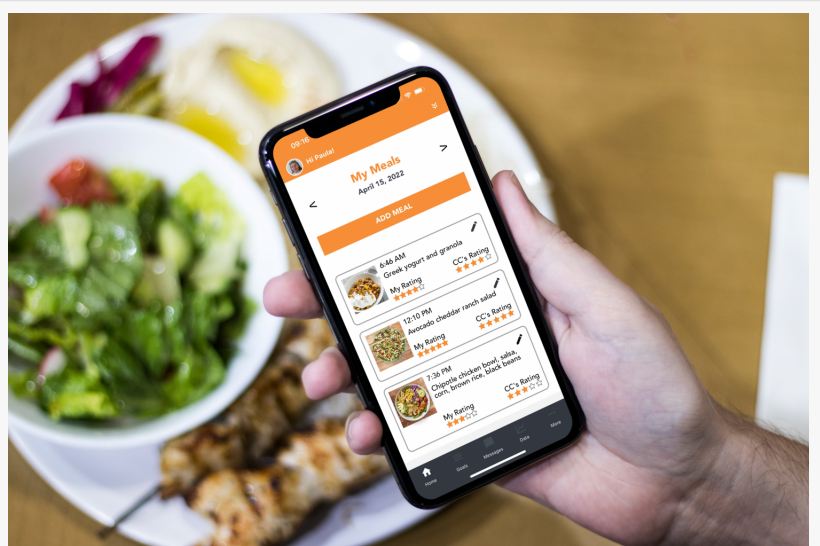 09:16
Hi Paula!
My Meals
April 15, 2022
<
>
ADD MEAL
6:46 AM
Greek yogurt and granola
My Rating
CC's Rating
12:10 PM
Avocado cheddar ranch salad
My Rating
CC's Rating
7:36 PM
Chipotle chicken bowl, salsa,
corn, brown rice, black beans
My Rating
CC's Rating
Home
Goals
Messages
Data
More